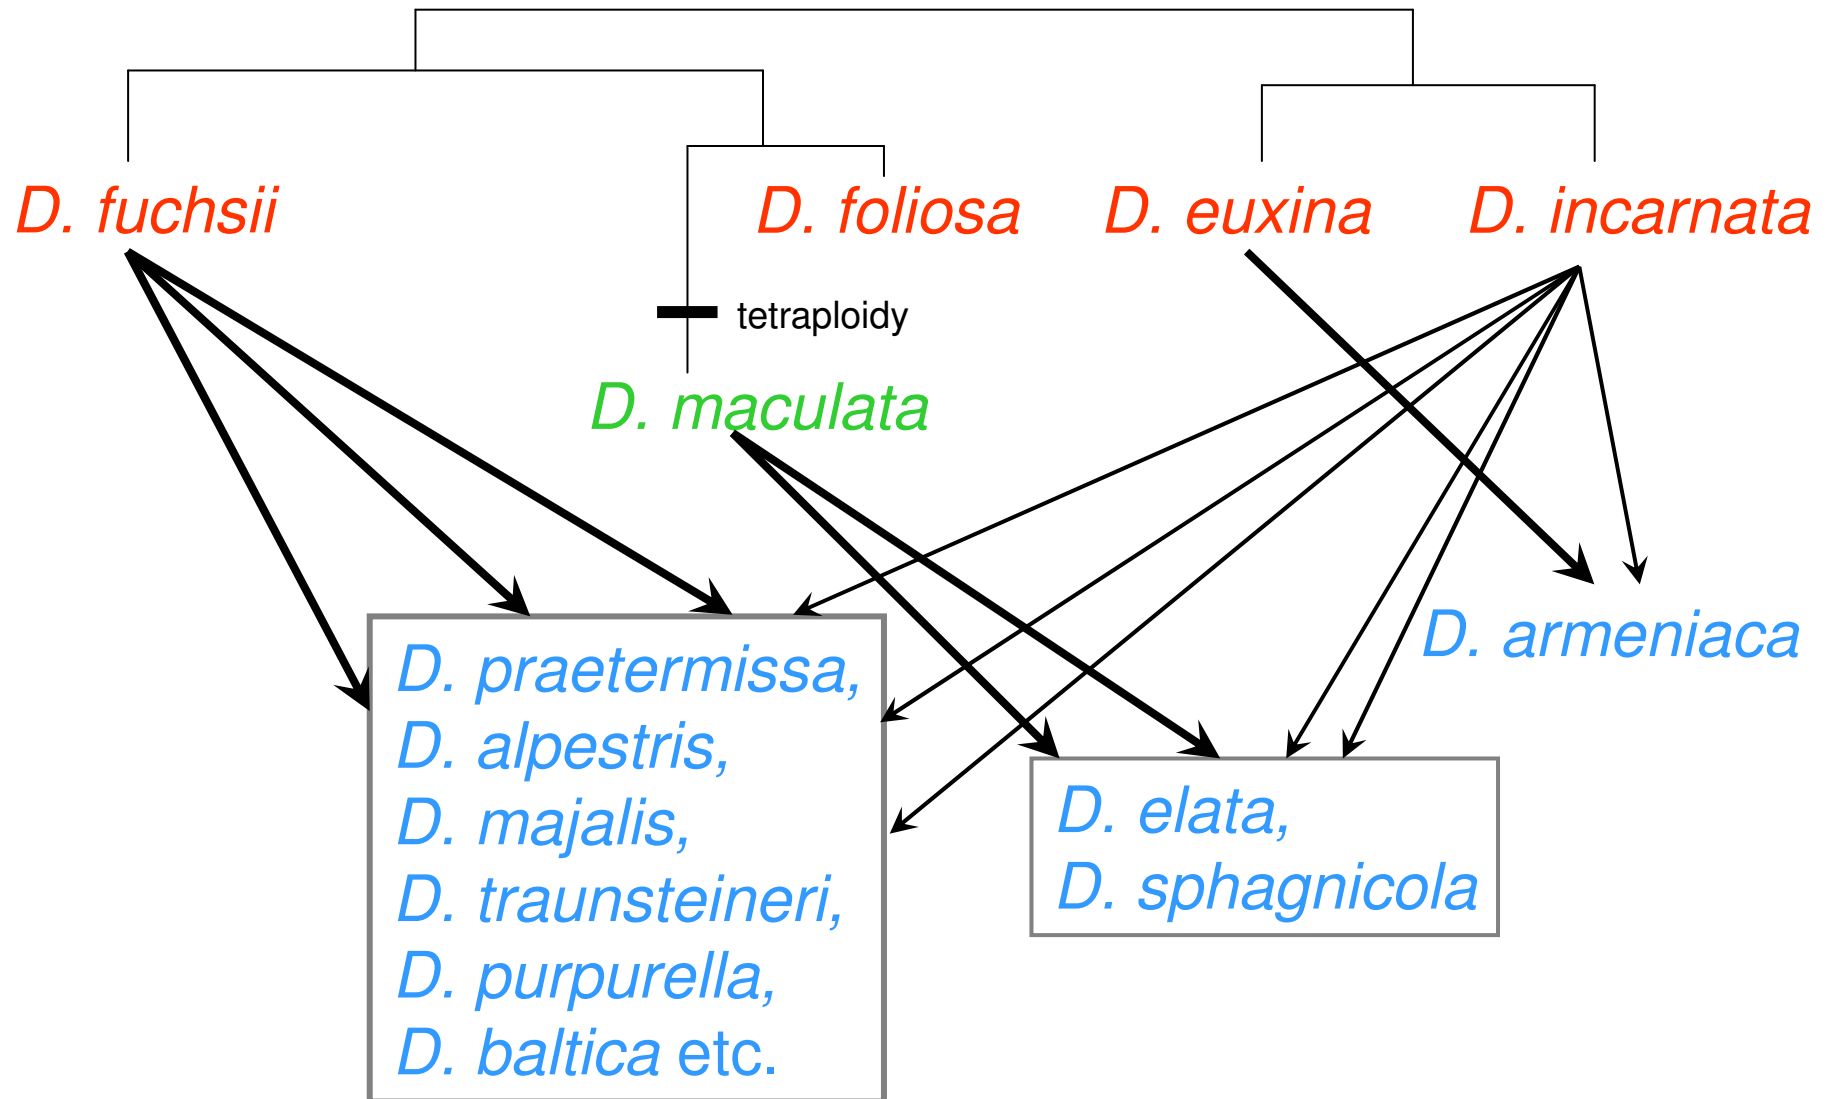 D. fuchsii
D. foliosa
D. euxina
D. incarnata
tetraploidy
D. maculata
D. armeniaca
D. praetermissa,
D. alpestris,
D. majalis,
D. traunsteineri,
D. purpurella,
D. baltica etc.
D. elata,
D. sphagnicola